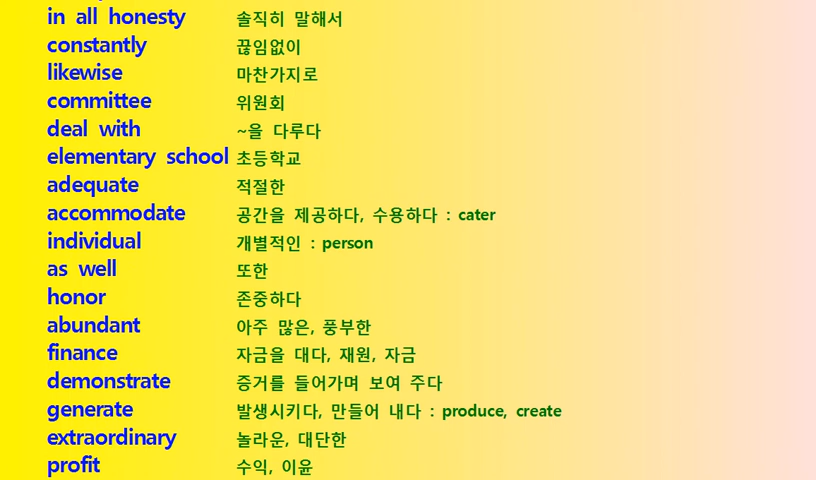 in all honesty 솔직히 말해서
constantly 끊임없이
likewise 마찬가지로
committee 위원회
deal with ~을 다루다
elementary school 초등학교
adequate 적절한
accommodate 공간을 제공하다, 수용하다 : cater
individual 개별적인 : person
as well 또한
honor 존중하다
abundant 아주 많은, 풍부한
finance 자금을 대다, 재원, 자금
demonstrate 증거를 들어가며 보여 주다
generate 발생시키다, 만들어 내다 : produce, create
extraordinary 놀라운, 대단한
profit 수익, 이윤